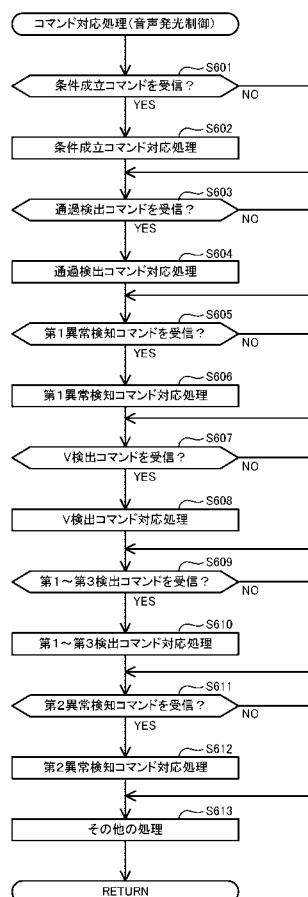 コマンド対応処理(音声発光制御)
S601
条件成立コマンドを受信?
NO
YES
S602
条件成立コマンド対応処理
S603
通過検出コマンドを受信?
NO
YES
S604
通過検出コマンド対応処理
S605
第1異常検知コマンドを受信?
NO
YES
S606
第1異常検知コマンド対応処理
S607
V検出コマンドを受信?
NO
YES
S608
V検出コマンド対応処理
S609
第1~第3検出コマンドを受信?
NO
YES
S610
第1~第3検出コマンド対応処理
S611
第2異常検知コマンドを受信?
NO
YES
S612
第2異常検知コマンド対応処理
S613
その他の処理
RETURN